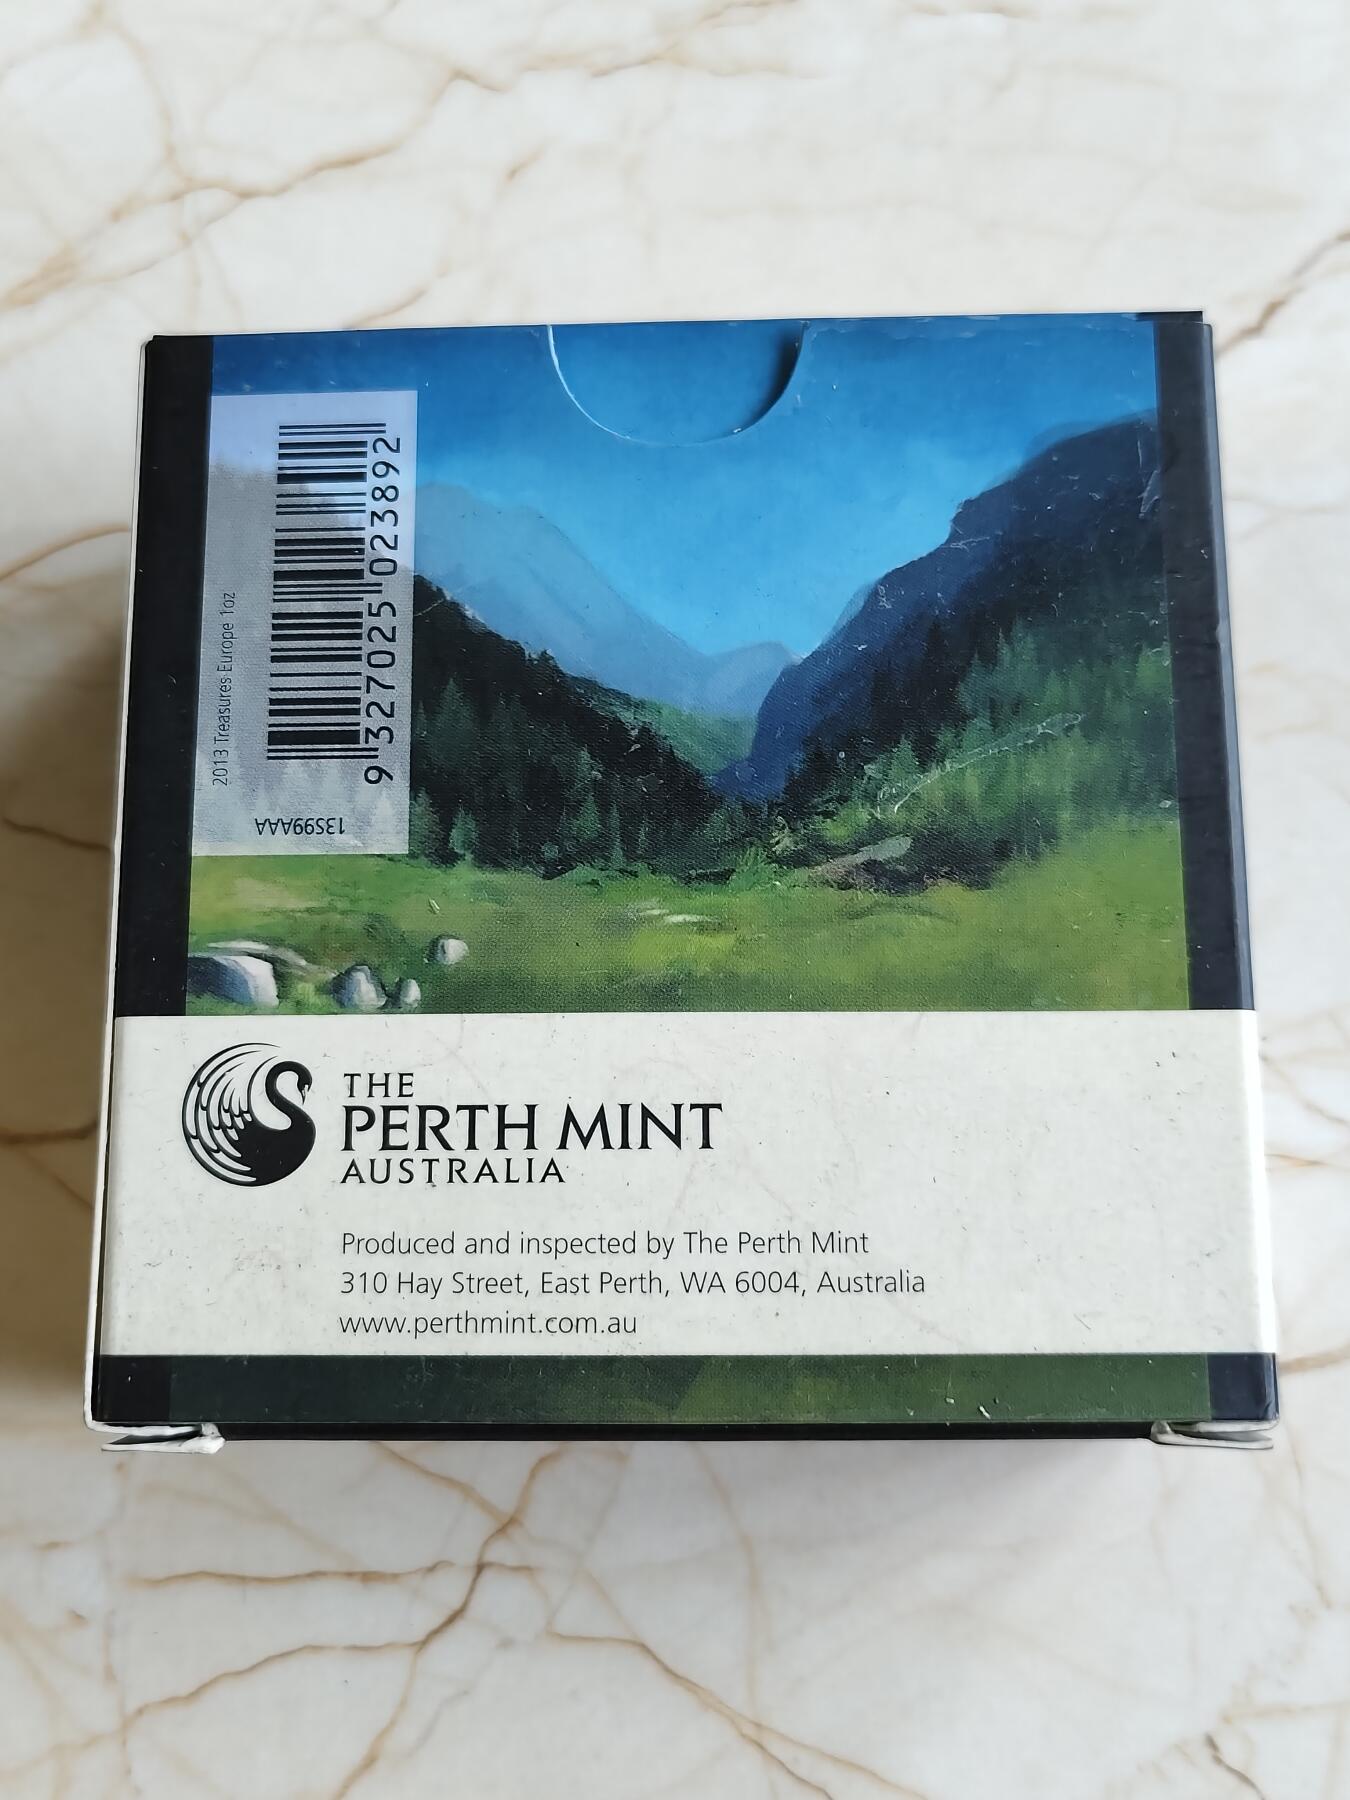 2013 Treasures Europe 1oz
9 327025 023892
13S99AAA
THE
PERTH MINT
AUSTRALIA
Produced and inspected by The Perth Mint
310 Hay Street, East Perth, WA 6004, Australia
www.perthmint.com.au